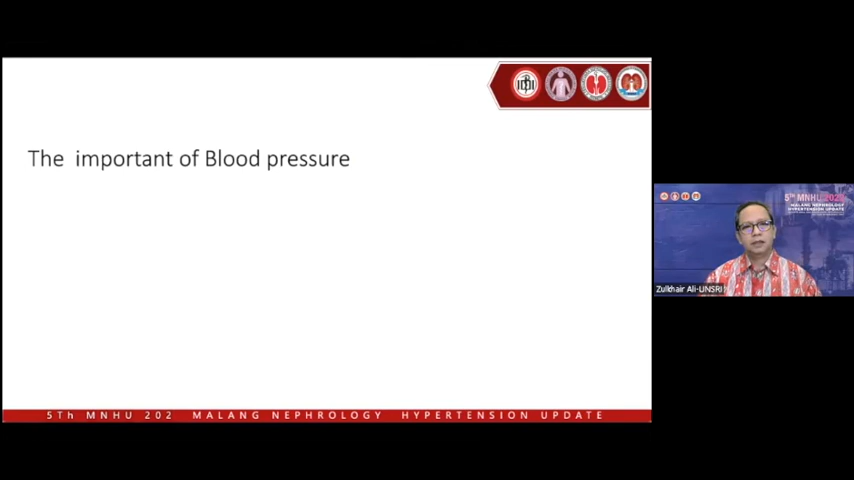 The important of Blood pressure
5TH MNHU
MALANG NEPHROLOGY
HYPERTENSION UPDATE
Zulkhair Ali-UNSRI
5Th MNHU 202 MALANG NEPHROLOGY HYPERTENSION UPDATE